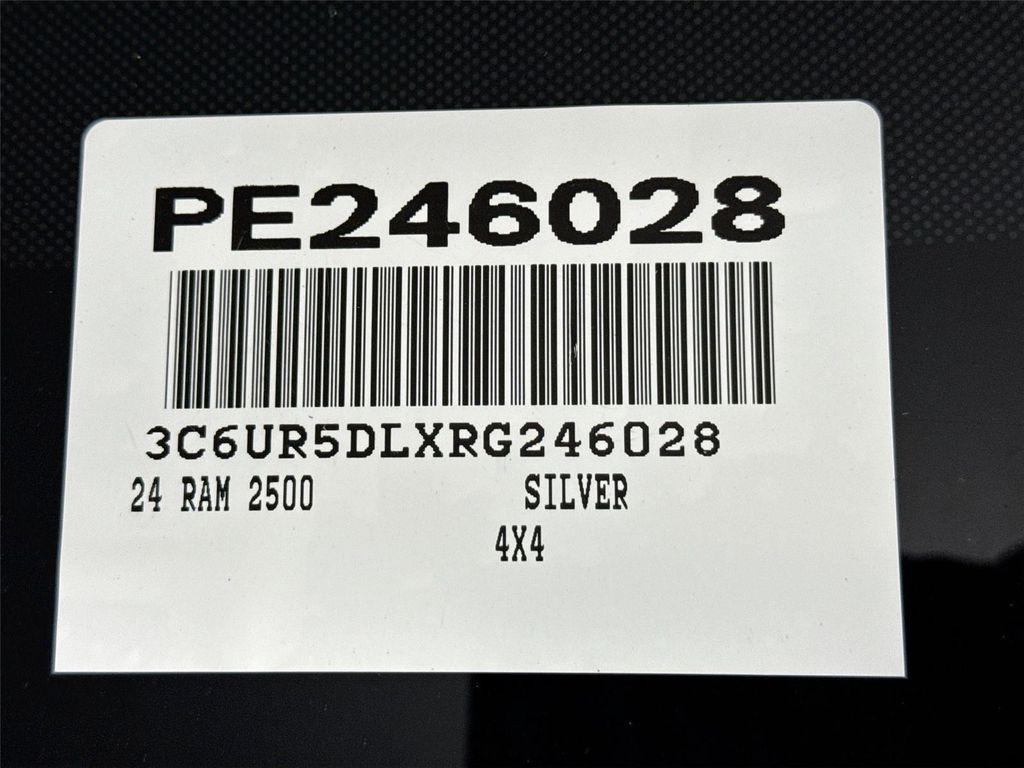 PE246028
3C6UR5DLXRG246028
24 RAM 2500 SILVER
4X4